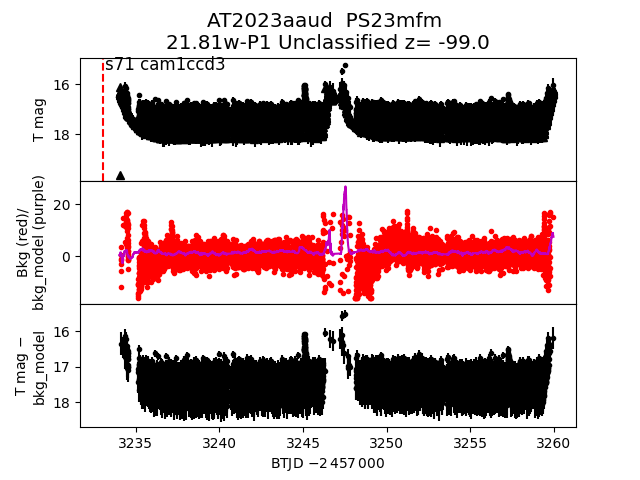 AT2023aaud  PS23mfm
21.81w-P1 Unclassified z= -99.0
s71 cam1ccd3
16
18
T mag
20
0
Bkg (red)/
bkg_model (purple)
16
17
18
T mag −
bkg_model
3235
3240
3245
3250
3255
3260
BTJD −2 457 000